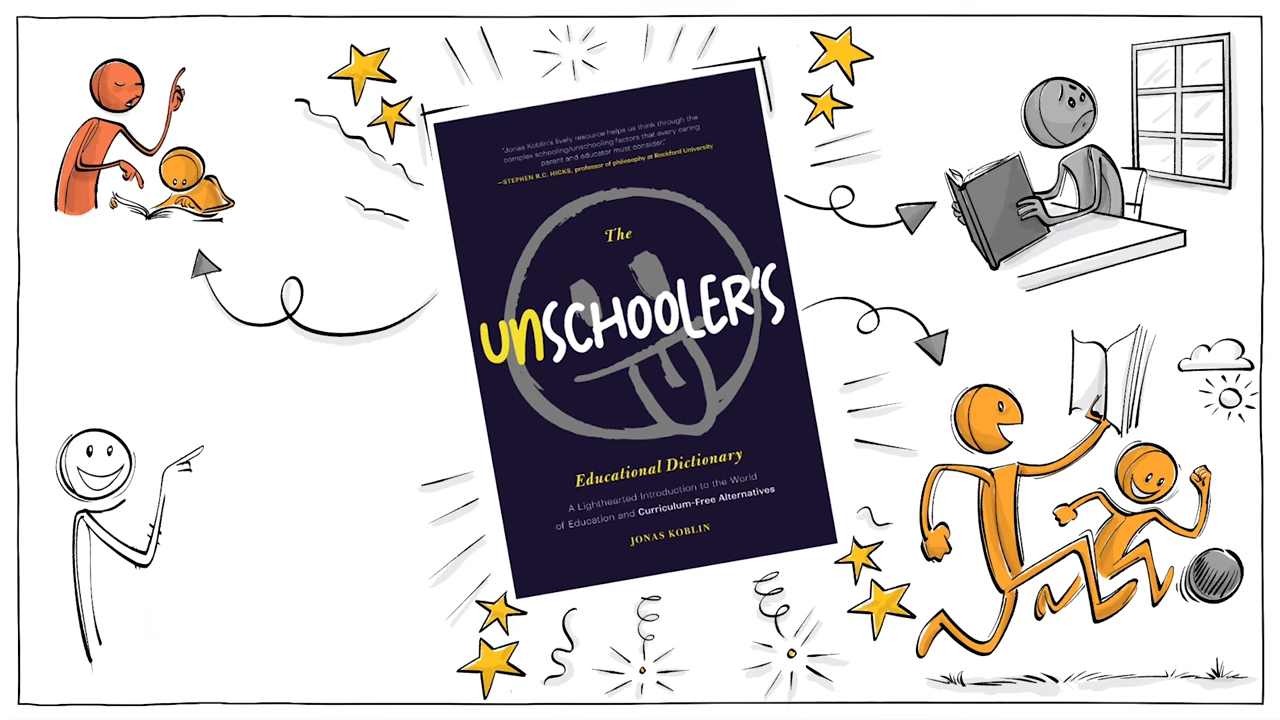 "Jonas Koblin's lively resource helps us think through the
complex schooling/unschooling factors that every caring
parent and educator must consider."
—STEPHEN R.C. HICKS, professor of philosophy at Rockford University
The
unSCHOOLER'S
Educational Dictionary
A Lighthearted Introduction to the World
of Education and Curriculum-Free Alternatives
JONAS KOBLIN